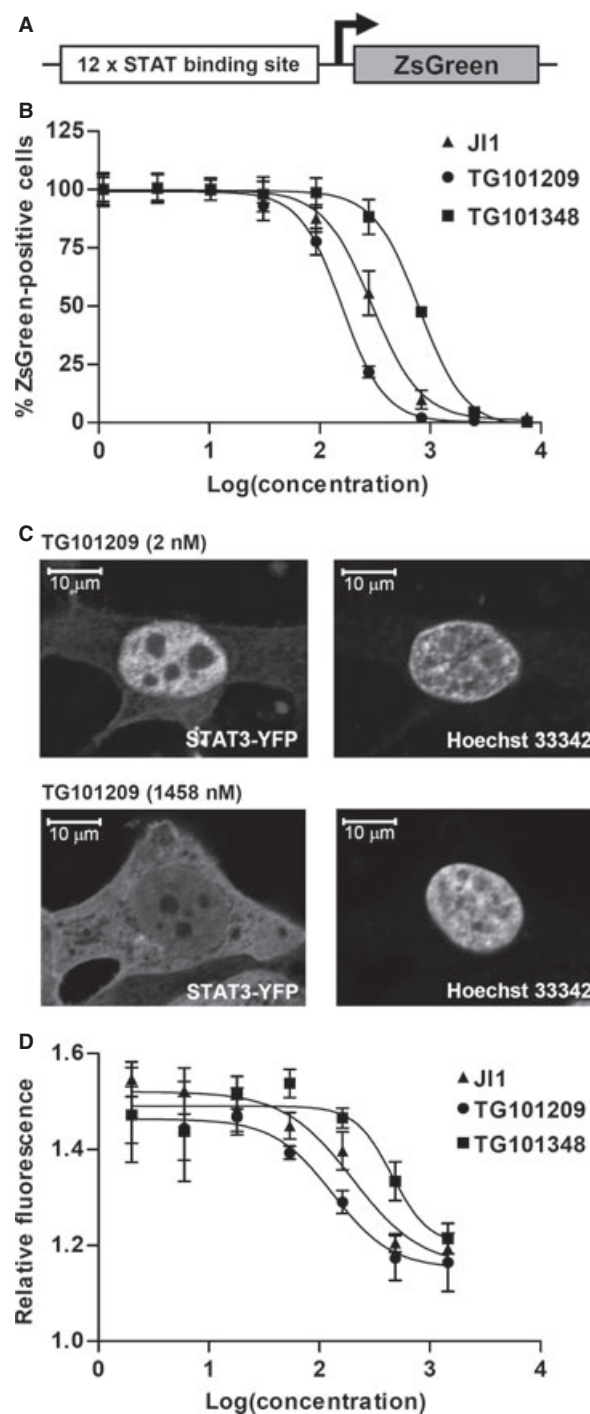 A
12 x STAT binding site
ZsGreen
B
% ZsGreen-positive cells
125
100
75
50
25
0
JI1
TG101209
TG101348
0 1 2 3 4
Log(concentration)
C
TG101209 (2 nM)
10 μm
STAT3-YFP
10 μm
Hoechst 33342
TG101209 (1458 nM)
10 μm
STAT3-YFP
10 μm
Hoechst 33342
D
Relative fluorescence
1.6
1.4
1.2
1.0
JI1
TG101209
TG101348
0 1 2 3 4
Log(concentration)